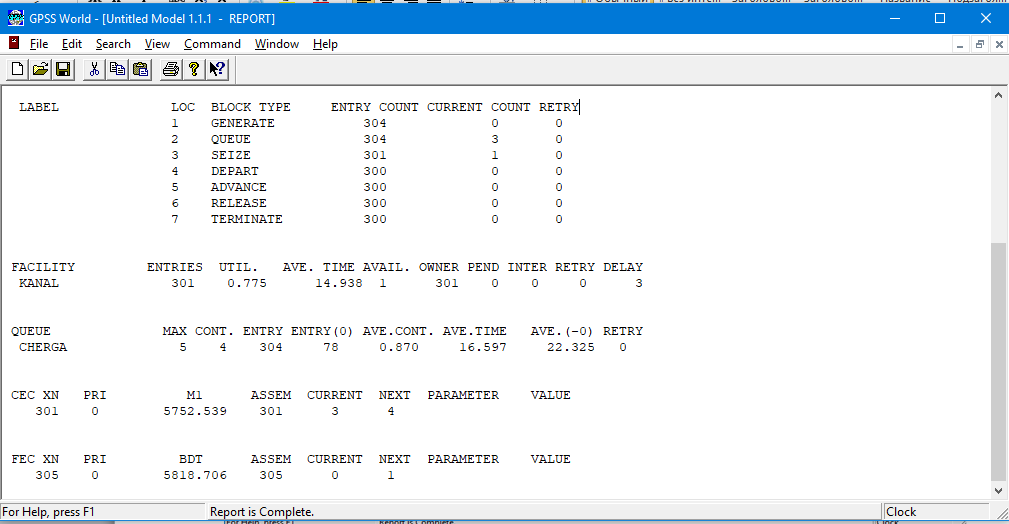 GPSS World - [Untitled Model 1.1.1 - REPORT]
File Edit Search View Command Window Help
LABEL LOC BLOCK TYPE ENTRY COUNT CURRENT COUNT RETRY
1 GENERATE 304 0 0
2 QUEUE 304 3 0
3 SEIZE 301 1 0
4 DEPART 300 0 0
5 ADVANCE 300 0 0
6 RELEASE 300 0 0
7 TERMINATE 300 0 0
FACILITY ENTRIES UTIL. AVE. TIME AVAIL. OWNER PEND INTER RETRY DELAY
KANAL 301 0.775 14.938 1 301 0 0 0 3
QUEUE MAX CONT. ENTRY ENTRY(0) AVE.CONT. AVE.TIME AVE.(-0) RETRY
CHERGA 5 4 304 78 0.870 16.597 22.325 0
CEC XN PRI M1 ASSEM CURRENT NEXT PARAMETER VALUE
301 0 5752.539 301 3 4
FEC XN PRI BDT ASSEM CURRENT NEXT PARAMETER VALUE
305 0 5818.706 305 0 1
For Help, press F1 Report is Complete. Clock